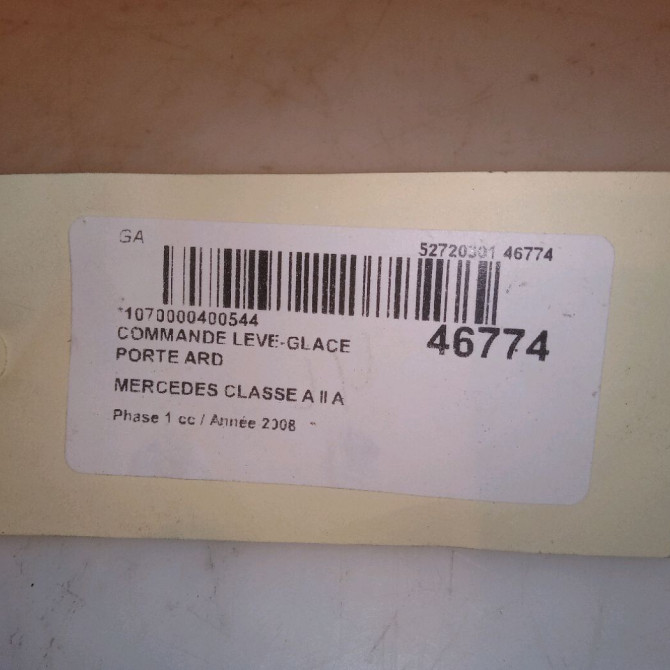 GA
52720301 46774
*1070000400544
46774
COMMANDE LEVE-GLACE
PORTE ARD
MERCEDES CLASSE A II A
Phase 1 cc / Année 2008